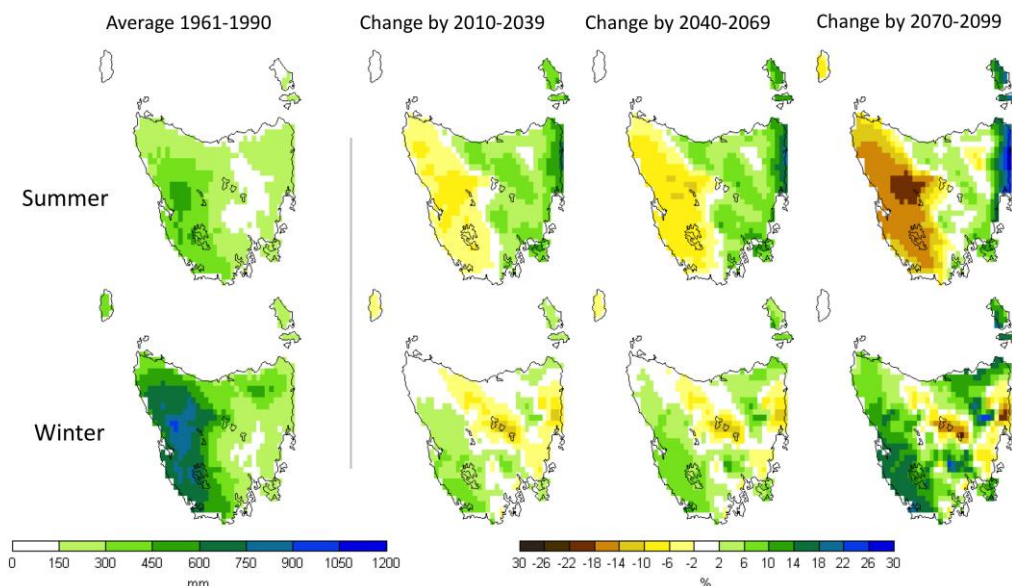 Average 1961-1990 Change by 2010-2039 Change by 2040-2069 Change by 2070-2099
Summer
Winter
0 150 300 450 600 750 900 1050 1200
mm
30 -26 -22 -18 -14 -10 -6 -2 2 6 10 14 18 22 26 30
%